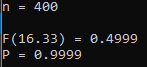 n = 400
F(16.33) = 0.4999
P = 0.9999